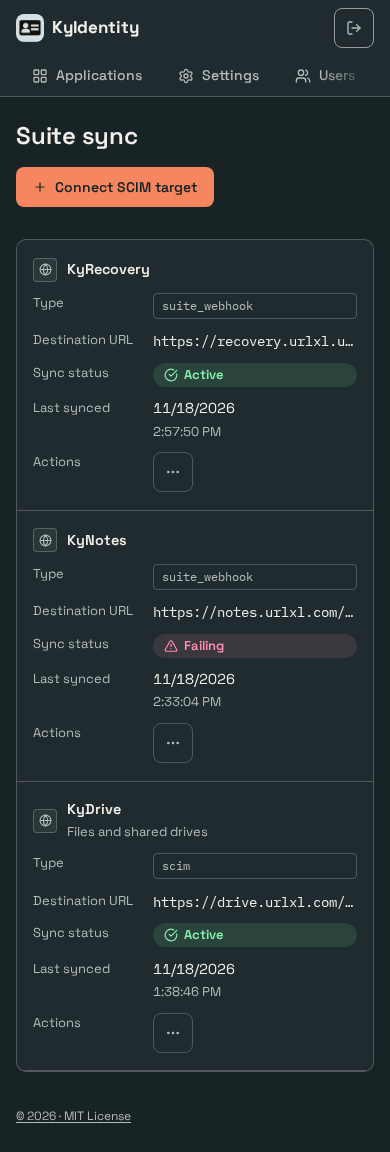 KyIdentity
Applications
Settings
Users
Suite sync
+ Connect SCIM target
KyRecovery
Type
suite_webhook
Destination URL
https://recovery.urlxl.u…
Sync status
Active
Last synced
11/18/2026
2:57:50 PM
Actions
KyNotes
Type
suite_webhook
Destination URL
https://notes.urlxl.com/…
Sync status
Failing
Last synced
11/18/2026
2:33:04 PM
Actions
KyDrive
Files and shared drives
Type
scim
Destination URL
https://drive.urlxl.com/…
Sync status
Active
Last synced
11/18/2026
1:38:46 PM
Actions
© 2026 · MIT License